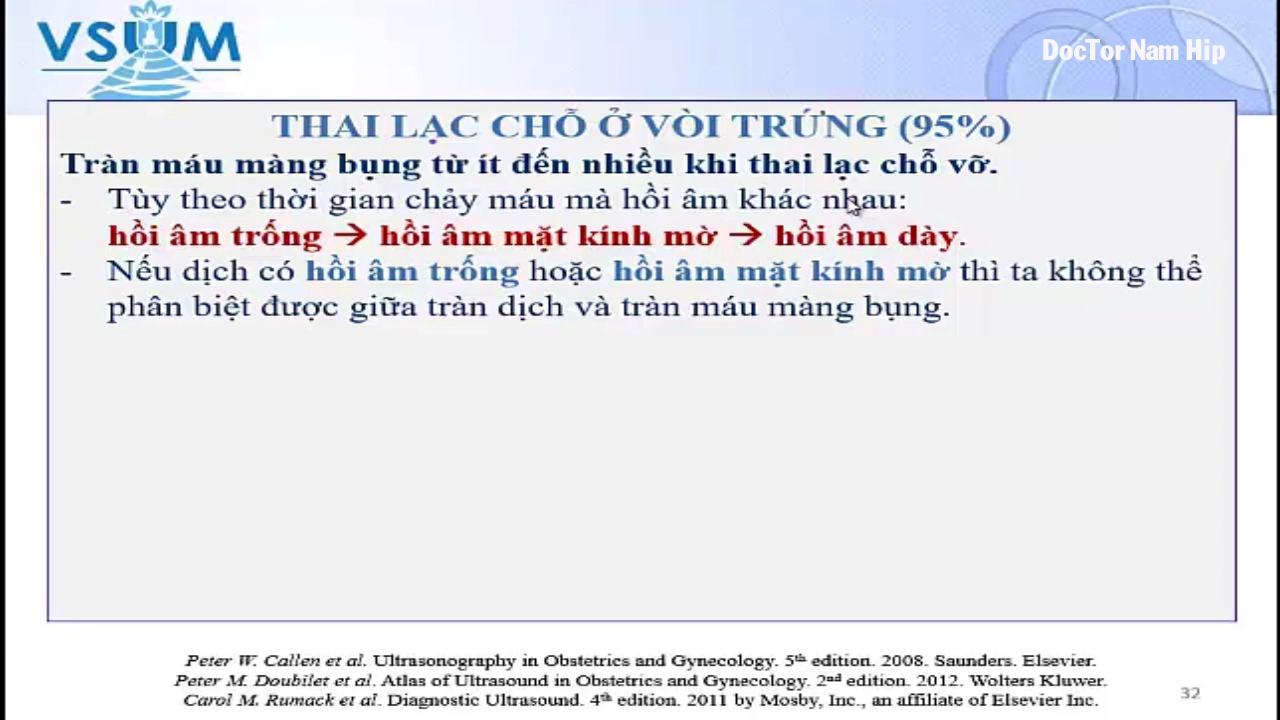 VSUM
DocTor Nam Hip
THAI LẠC CHỖ Ở VÒI TRỨNG (95%)
Tràn máu màng bụng từ ít đến nhiều khi thai lạc chỗ vỡ.
- Tùy theo thời gian chảy máu mà hồi âm khác nhau:
hồi âm trống → hồi âm mặt kính mờ → hồi âm dày.
- Nếu dịch có hồi âm trống hoặc hồi âm mặt kính mờ thì ta không thể
phân biệt được giữa tràn dịch và tràn máu màng bụng.
Peter W. Callen et al. Ultrasonography in Obstetrics and Gynecology. 5th edition. 2008. Saunders. Elsevier.
Peter M. Doubilet et al. Atlas of Ultrasound in Obstetrics and Gynecology. 2nd edition. 2012. Wolters Kluwer.
Carol M. Rumack et al. Diagnostic Ultrasound. 4th edition. 2011 by Mosby, Inc., an affiliate of Elsevier Inc.
32